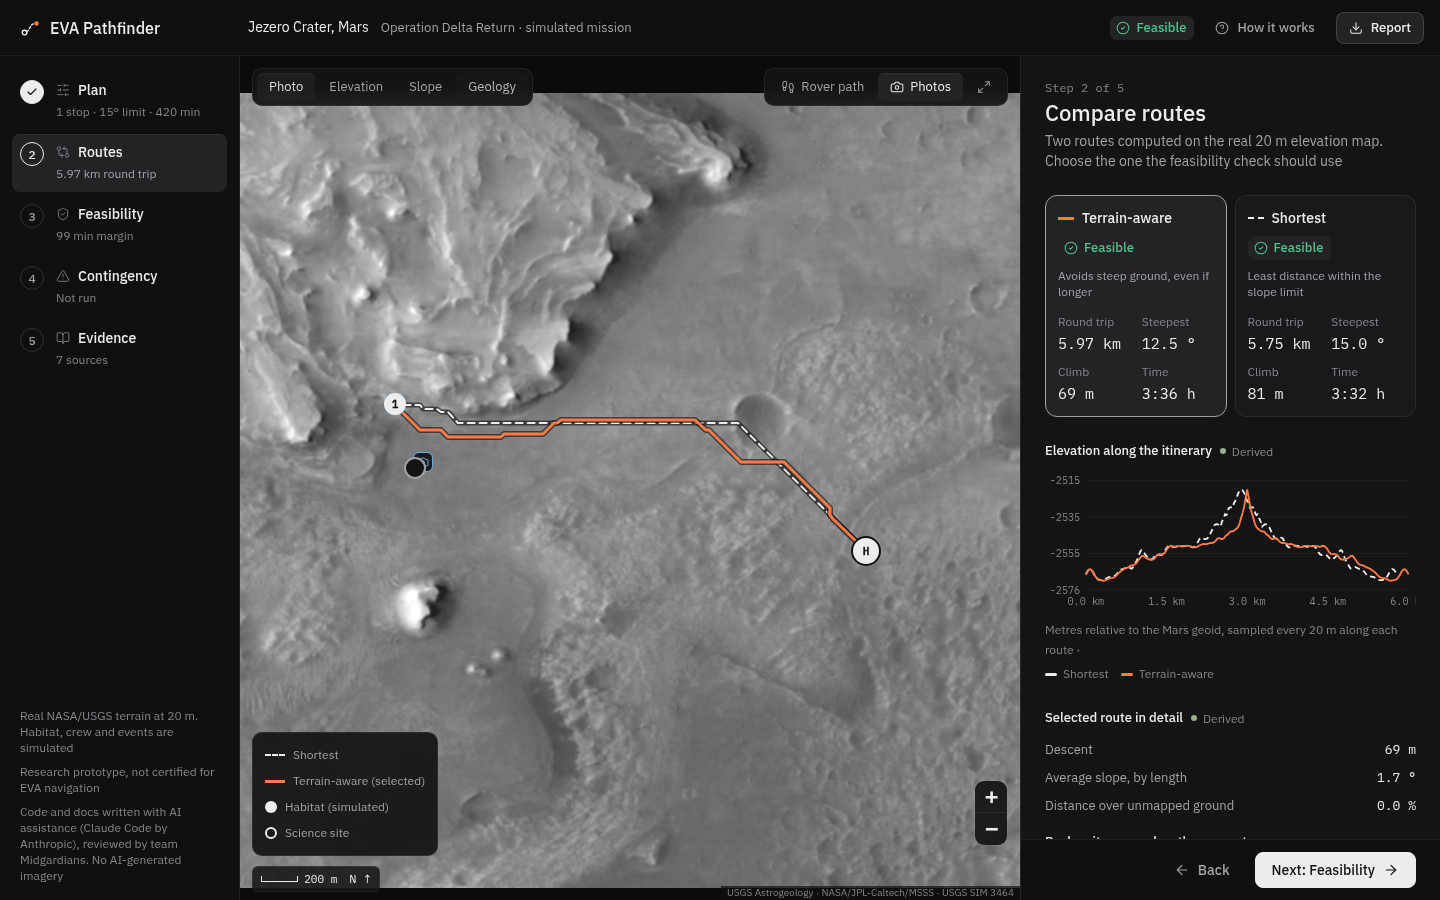 EVA Pathfinder
Jezero Crater, Mars
Operation Delta Return · simulated mission
Feasible
How it works
Report
Plan
1 stop · 15° limit · 420 min
2
Routes
5.97 km round trip
3
Feasibility
99 min margin
4
Contingency
Not run
5
Evidence
7 sources
Real NASA/USGS terrain at 20 m.
Habitat, crew and events are
simulated
Research prototype, not certified for
EVA navigation
Code and docs written with AI
assistance (Claude Code by
Anthropic), reviewed by team
Midgardians. No AI-generated
imagery
Photo
Elevation
Slope
Geology
Rover path
Photos
1
H
Shortest
Terrain-aware (selected)
Habitat (simulated)
Science site
200 m N ↑
+
−
USGS Astrogeology · NASA/JPL-Caltech/MSSS · USGS SIM 3464
Step 2 of 5
Compare routes
Two routes computed on the real 20 m elevation map.
Choose the one the feasibility check should use
Terrain-aware
Feasible
Avoids steep ground, even if
longer
Round trip Steepest
5.97 km 12.5 °
Climb Time
69 m 3:36 h
Shortest
Feasible
Least distance within the
slope limit
Round trip Steepest
5.75 km 15.0 °
Climb Time
81 m 3:32 h
Elevation along the itinerary
Derived
-2515
-2535
-2555
-2576
0.0 km 1.5 km 3.0 km 4.5 km 6.0
Metres relative to the Mars geoid, sampled every 20 m along each
route ·
Shortest Terrain-aware
Selected route in detail
Derived
Descent 69 m
Average slope, by length 1.7 °
Distance over unmapped ground 0.0 %
← Back
Next: Feasibility →